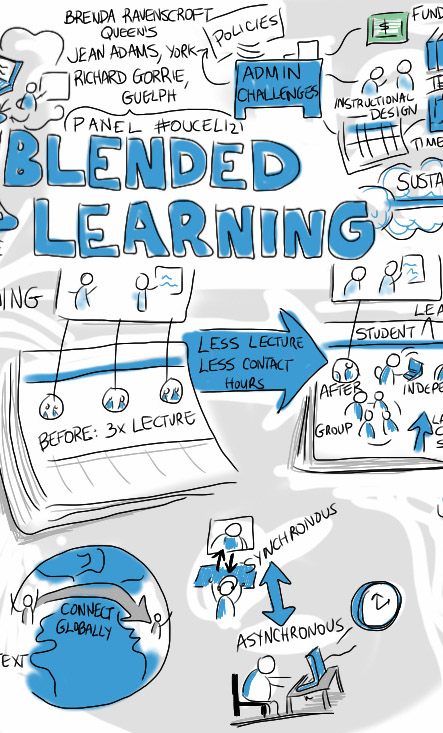 BRENDA RAVENSCROFT
QUEEN'S
JEAN ADAMS, YORK
RICHARD GORRIE,
GUELPH
PANEL #OUCELI21
POLICIES
ADMIN
CHALLENGES
FUND
INSTRUCTIONAL
DESIGN
TIME
BLENDED
LEARNING
SUSTA
NING
BEFORE: 3X LECTURE
LESS LECTURE
LESS CONTACT
HOURS
LEA
STUDENT
AFTER
INDEPE
GROUP
CONNECT
GLOBALLY
TEXT
SYNCHRONOUS
ASYNCHRONOUS